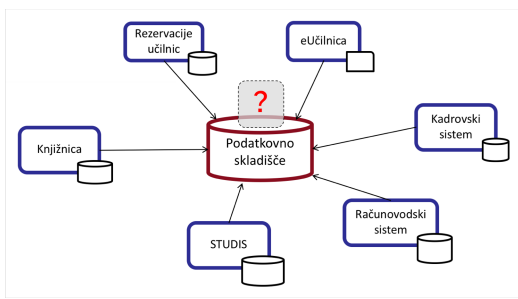 Rezervacije
učilnic
eUčilnica
?
Podatkovno
skladišče
Kadrovski
sistem
Knjižnica
Računovodski
sistem
STUDIS